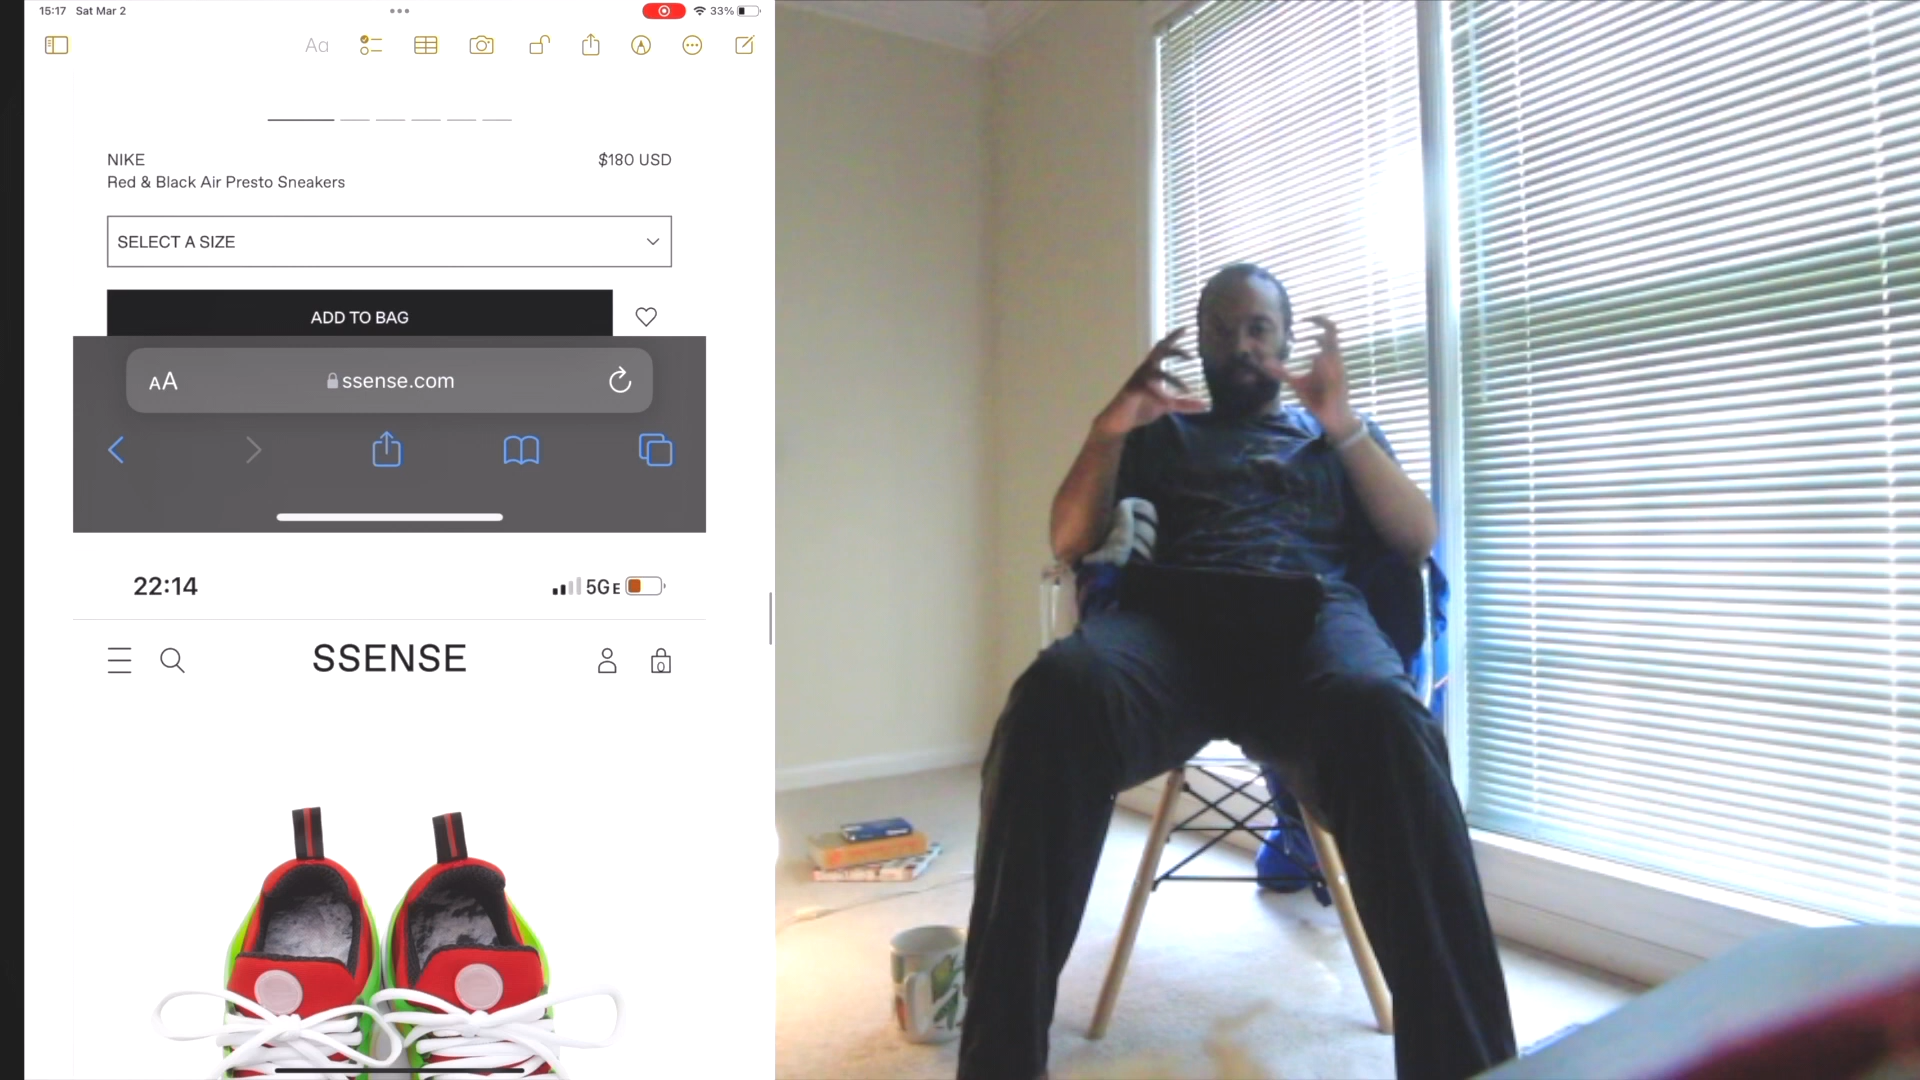 15:17 Sat Mar 2
33%
Aa
NIKE
$180 USD
Red & Black Air Presto Sneakers
SELECT A SIZE
ADD TO BAG
AA
ssense.com
22:14
5GE
SSENSE
0